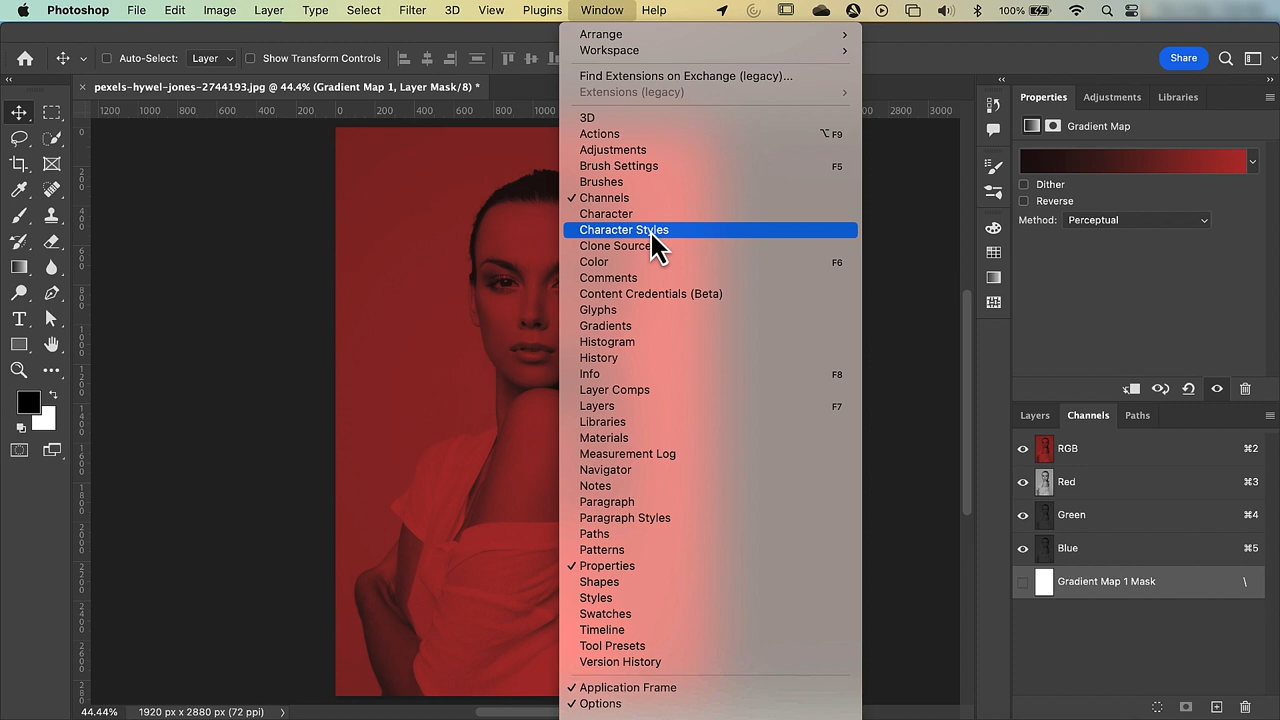 Photoshop File Edit Image Layer Type Select Filter 3D View Plugins Window Help 100%
Auto-Select: Layer Show Transform Controls Share
pexels-hywel-jones-2744193.jpg @ 44.4% (Gradient Map 1, Layer Mask/8) *
1200 1000 800 600 400 200 0 200 400 600 800 1000 2800 3000
Arrange
Workspace
Find Extensions on Exchange (legacy)...
Extensions (legacy)
3D
Actions ⌥ F9
Adjustments
Brush Settings F5
Brushes
✓ Channels
Character
Character Styles
Clone Source
Color F6
Comments
Content Credentials (Beta)
Glyphs
Gradients
Histogram
History
Info F8
Layer Comps
Layers F7
Libraries
Materials
Measurement Log
Navigator
Notes
Paragraph
Paragraph Styles
Paths
Patterns
✓ Properties
Shapes
Styles
Swatches
Timeline
Tool Presets
Version History
✓ Application Frame
✓ Options
Properties Adjustments Libraries
Gradient Map
Dither
Reverse
Method: Perceptual
Layers Channels Paths
RGB ⌘2
Red ⌘3
Green ⌘4
Blue ⌘5
Gradient Map 1 Mask \
44.44% 1920 px x 2880 px (72 ppi)